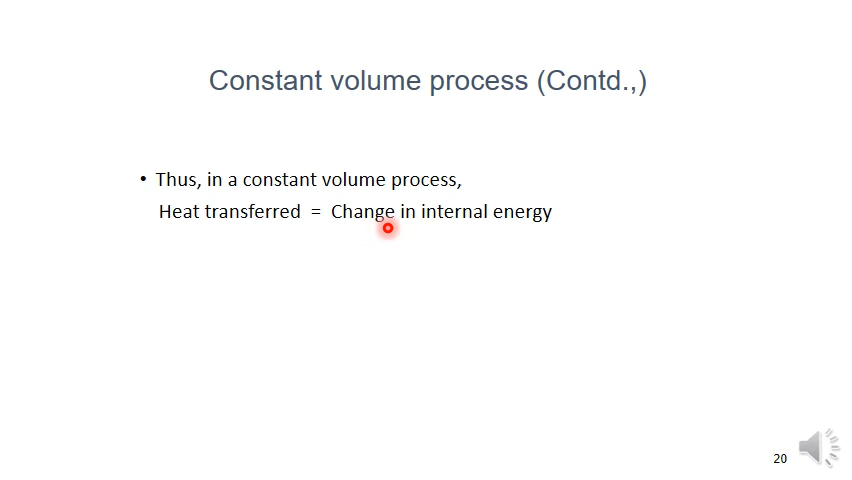 Constant volume process (Contd.,)
• Thus, in a constant volume process,
Heat transferred = Change in internal energy
20